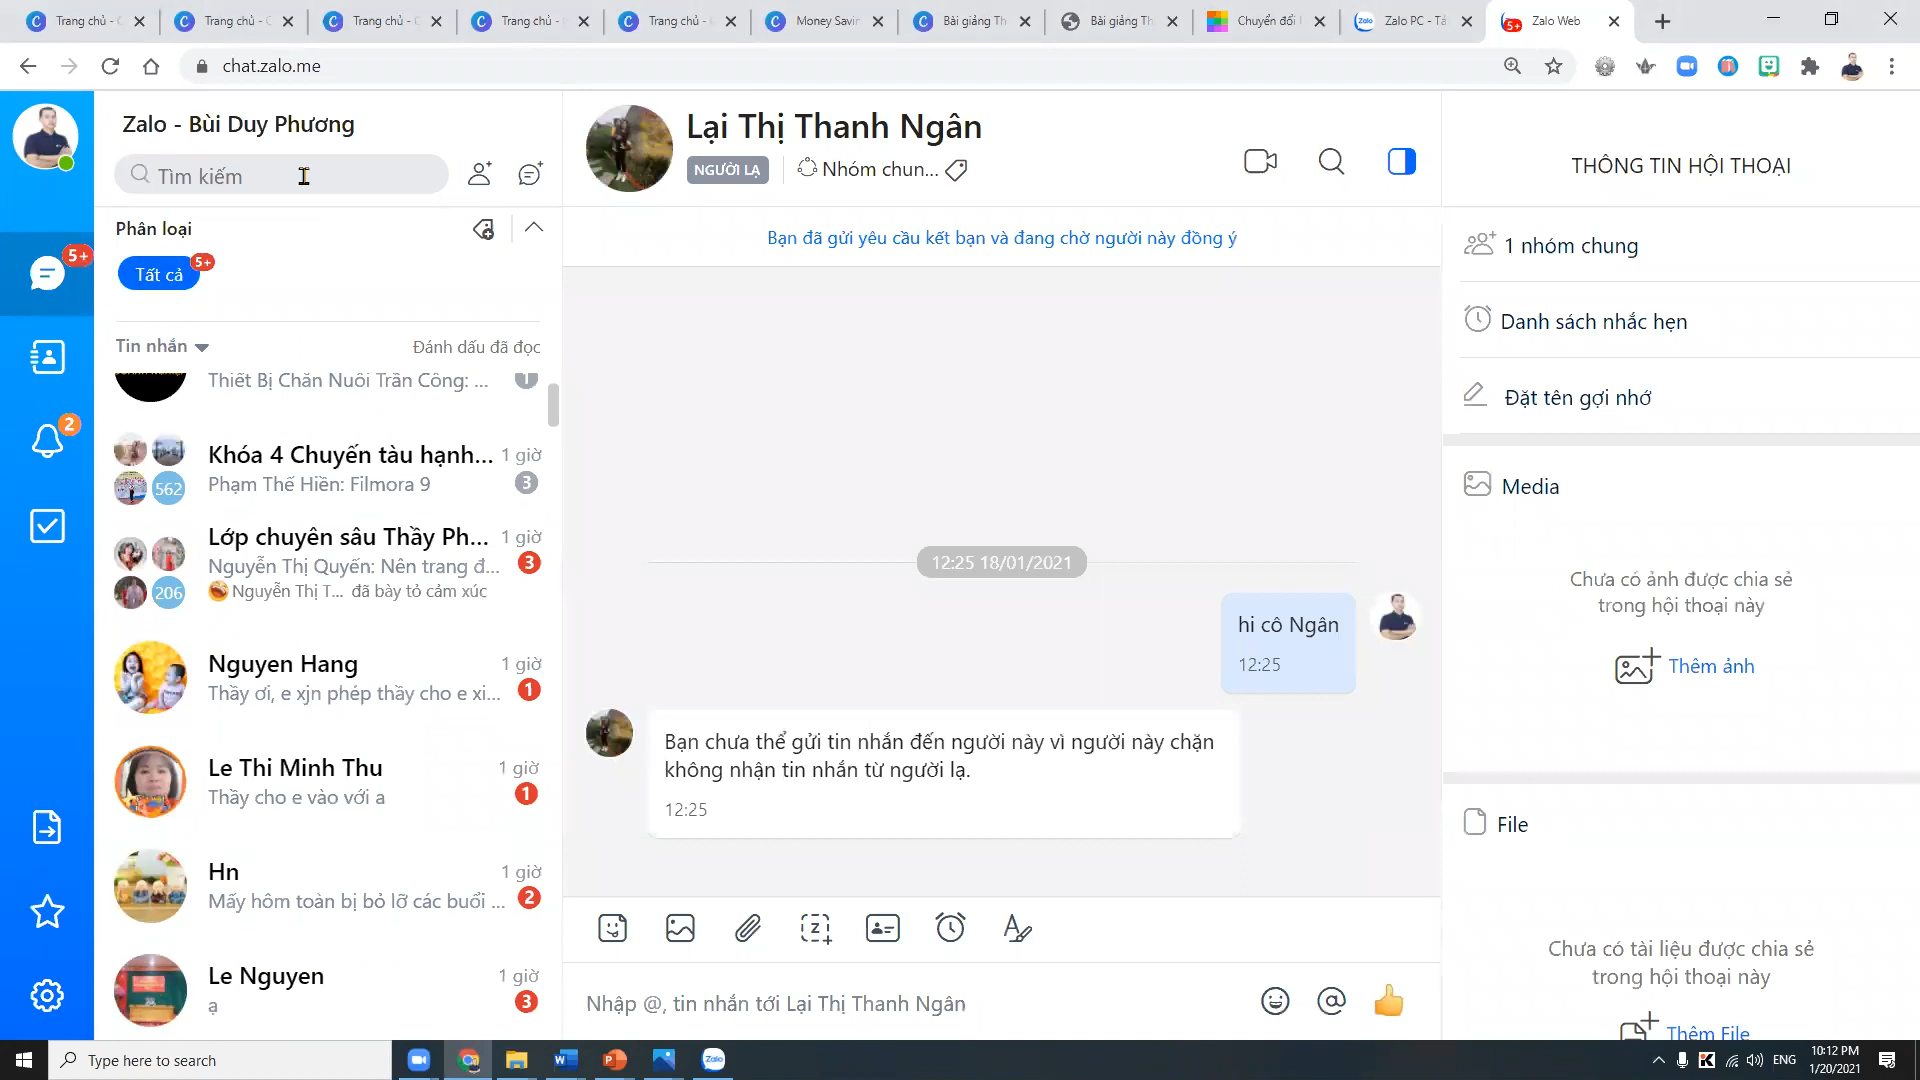 Trang chủ - C
Trang chủ - C
Trang chủ - C
Trang chủ -
Trang chủ -
Money Savin
Bài giảng Th
Bài giảng Th
Chuyển đổi
Zalo PC - Tả
5+
Zalo Web
chat.zalo.me
Zalo - Bùi Duy Phương
Tìm kiếm
Phân loại
Tất cả
5+
5+
2
Tin nhắn
Đánh dấu đã đọc
Thiết Bị Chăn Nuôi Trần Công: ...
1
Khóa 4 Chuyến tàu hạnh...
1 giờ
Phạm Thế Hiền: Filmora 9
3
562
Lớp chuyên sâu Thầy Ph...
1 giờ
Nguyễn Thị Quyến: Nên trang đ...
3
Nguyễn Thị T... đã bày tỏ cảm xúc
206
Nguyen Hang
1 giờ
Thầy ơi, e xjn phép thầy cho e xi...
1
Le Thi Minh Thu
1 giờ
Thầy cho e vào với a
1
Hn
1 giờ
Mấy hôm toàn bị bỏ lỡ các buổi ...
2
Le Nguyen
1 giờ
ạ
3
Lại Thị Thanh Ngân
NGƯỜI LẠ
Nhóm chun...
Bạn đã gửi yêu cầu kết bạn và đang chờ người này đồng ý
12:25 18/01/2021
hi cô Ngân
12:25
Bạn chưa thể gửi tin nhắn đến người này vì người này chặn
không nhận tin nhắn từ người lạ.
12:25
Nhập @, tin nhắn tới Lại Thị Thanh Ngân
THÔNG TIN HỘI THOẠI
1 nhóm chung
Danh sách nhắc hẹn
Đặt tên gợi nhớ
Media
Chưa có ảnh được chia sẻ
trong hội thoại này
Thêm ảnh
File
Chưa có tài liệu được chia sẻ
trong hội thoại này
Thêm File
Type here to search
ENG
10:12 PM
1/20/2021